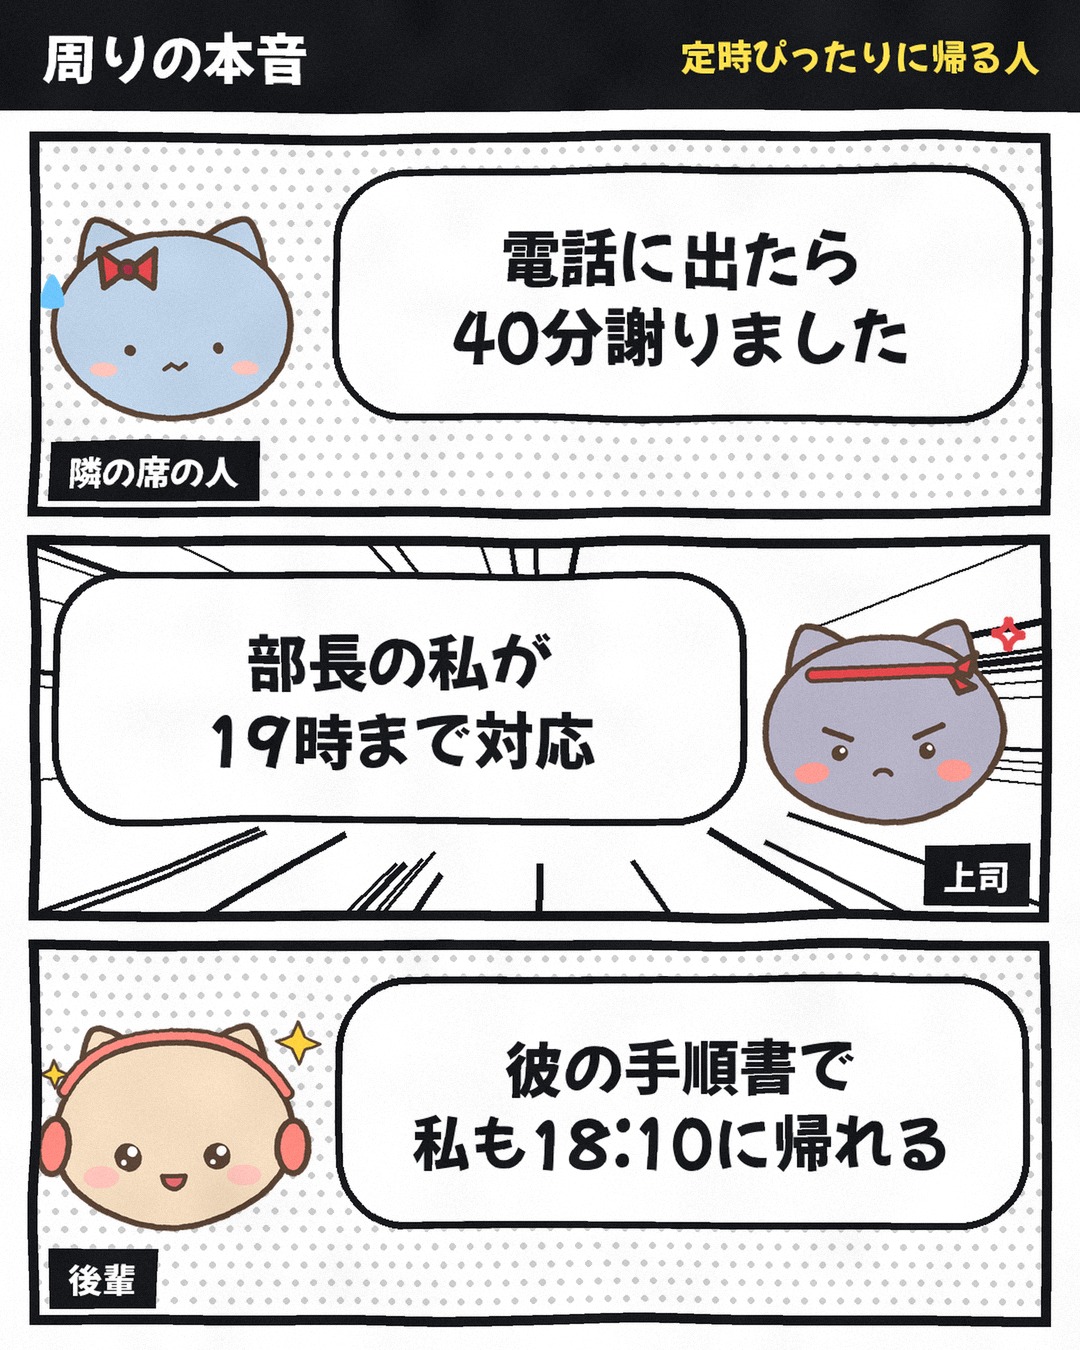 周りの本音
定時ぴったりに帰る人
電話に出たら
40分謝りました
隣の席の人
部長の私が
19時まで対応
上司
彼の手順書で
私も18:10に帰れる
後輩